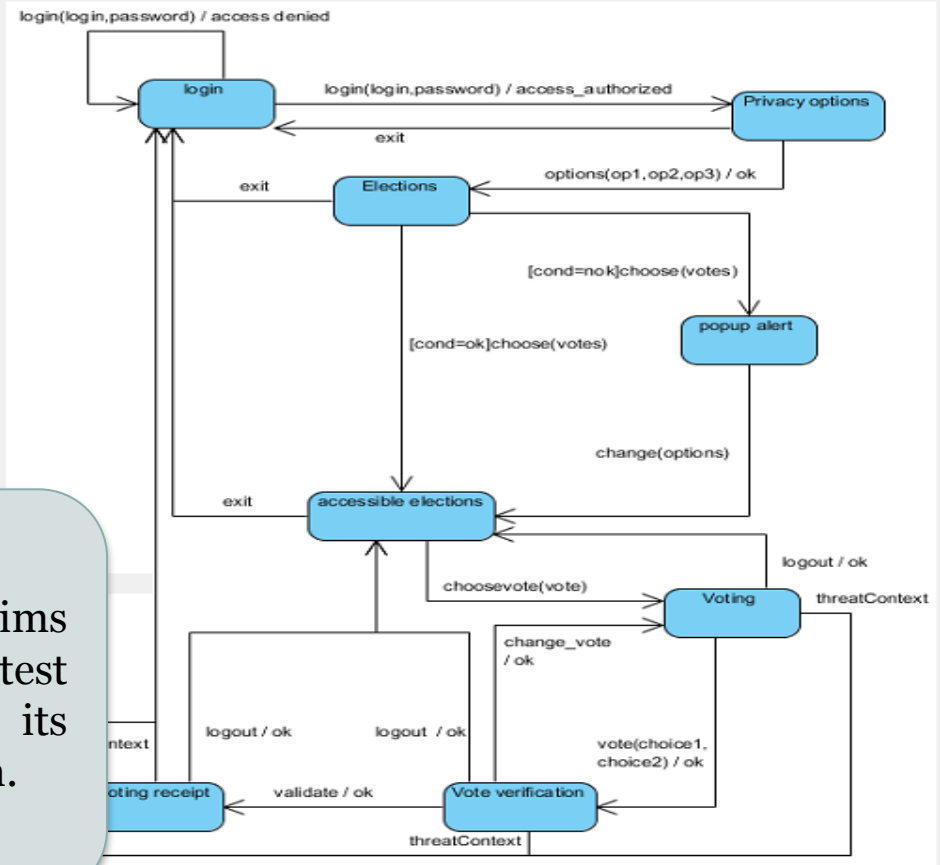 login(login,password) / access denied
login
login(login,password) / access_authorized
Privacy options
exit
options(op1,op2,op3) / ok
exit
Elections
[cond=nok]choose(votes)
popup alert
[cond=ok]choose(votes)
change(options)
exit
accessible elections
logout / ok
choosevote(vote)
Voting
threatContext
change_vote
/ ok
ims
test
its
logout / ok
logout / ok
vote(choice1,
choice2) / ok
ntext
oting receipt
validate / ok
Vote verification
threatContext